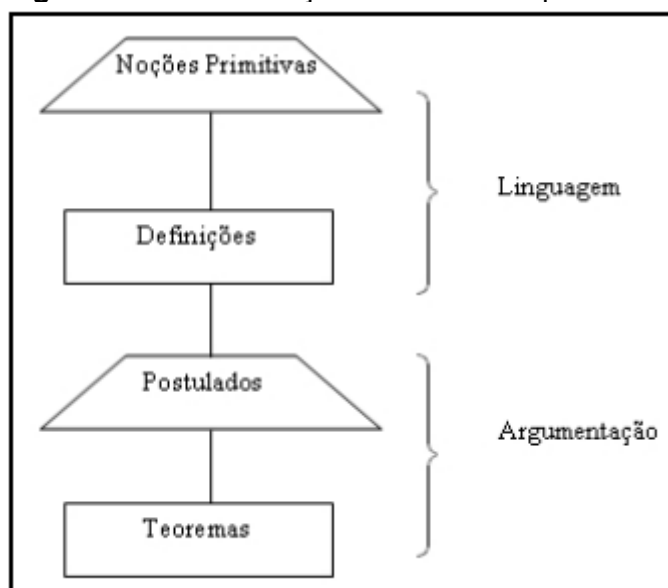 Noções Primitivas
Linguagem
Definições
Postulados
Argumentação
Teoremas